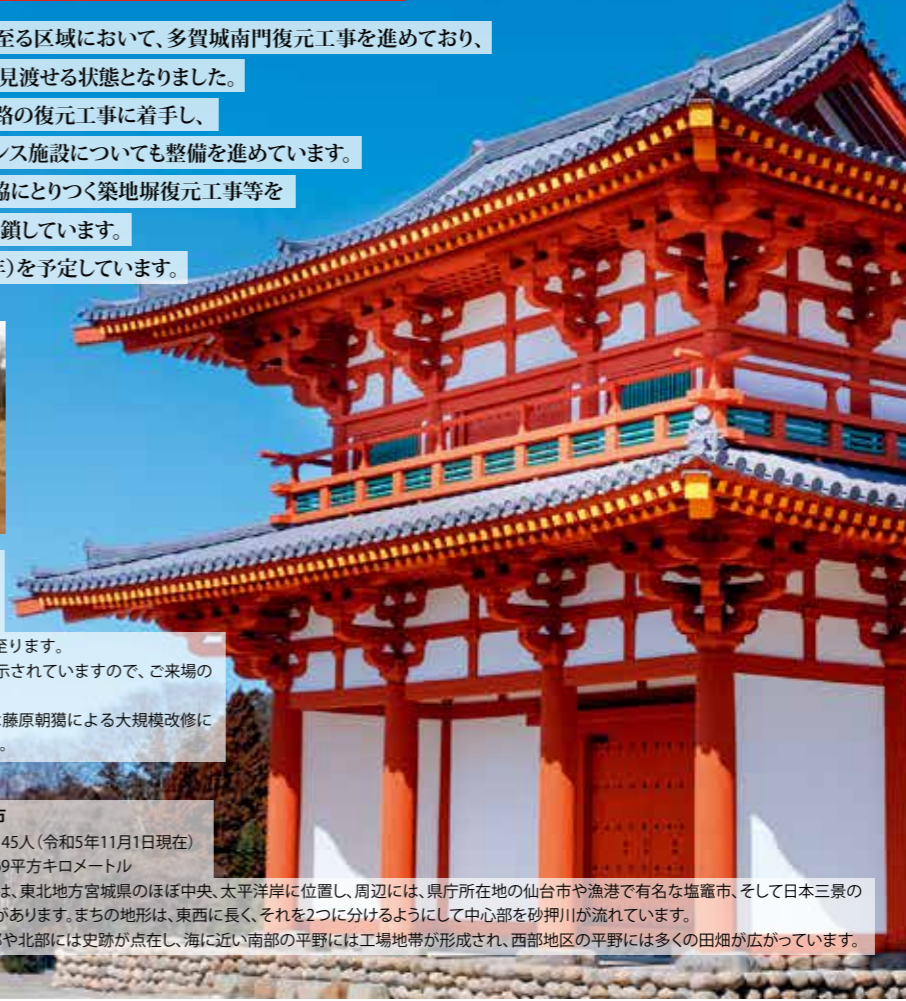 至る区域において、多賀城南門復元工事を進めており、
見渡せる状態となりました。
路の復元工事に着手し、
ンス施設についても整備を進めています。
脇にとりつく築地塀復元工事等を
鎖しています。
年)を予定しています。
至ります。
示されていますので、ご来場の
藤原朝獦による大規模改修に
。
市
45人(令和5年11月1日現在)
69平方キロメートル
は、東北地方宮城県のほぼ中央、太平洋岸に位置し、周辺には、県庁所在地の仙台市や漁港で有名な塩竈市、そして日本三景の
があります。まちの地形は、東西に長く、それを2つに分けるようにして中心部を砂押川が流れています。
部や北部には史跡が点在し、海に近い南部の平野には工場地帯が形成され、西部地区の平野には多くの田畑が広がっています。